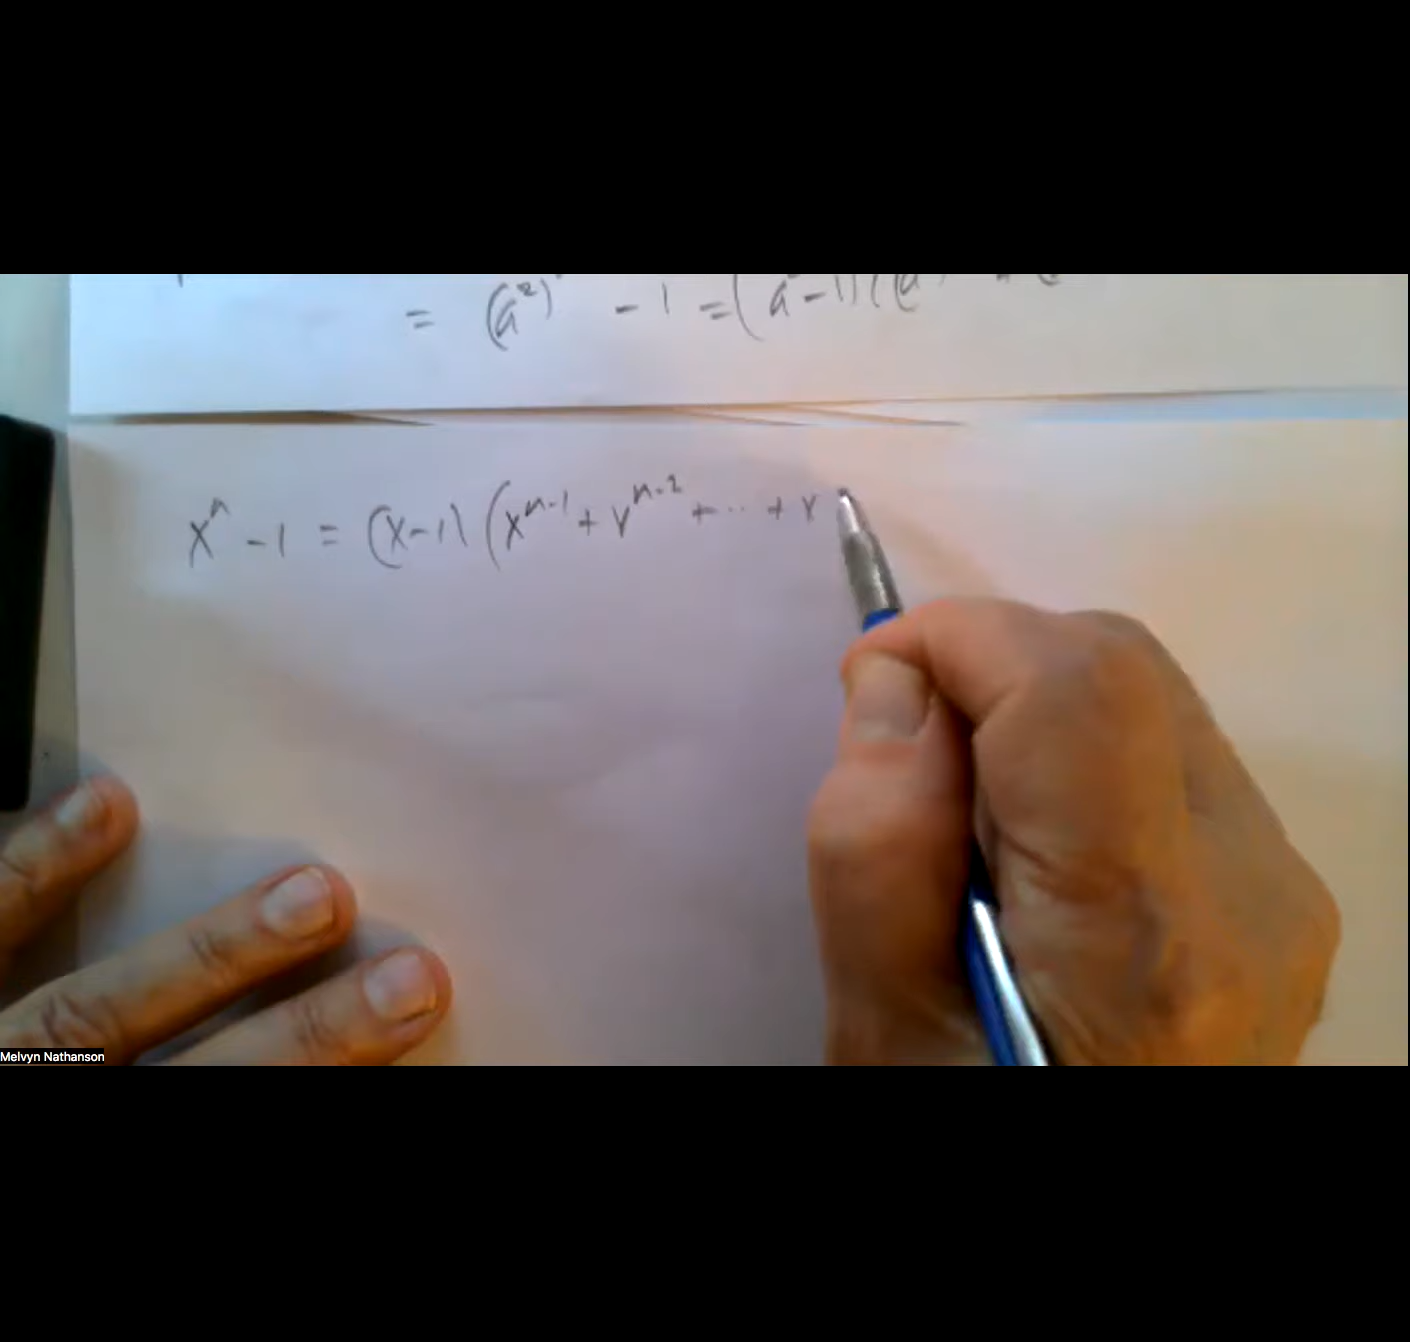 = (a²) - 1 = (a - 1)((a
xⁿ - 1 = (x-1) (xⁿ⁻¹ + xⁿ⁻² + ··· + x
Melvyn Nathanson